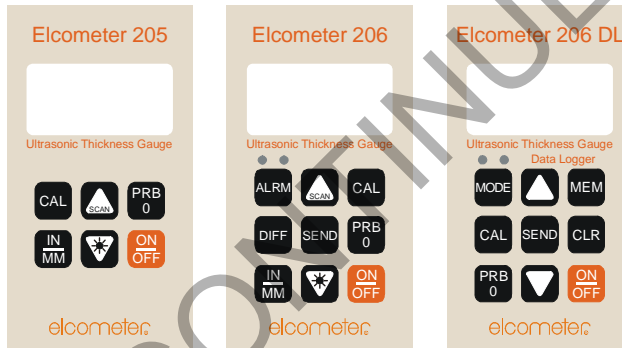 Elcometer 205
Ultrasonic Thickness Gauge
CAL
SCAN
PRB
0
IN
MM
ON
OFF
elcometer
Elcometer 206
Ultrasonic Thickness Gauge
ALRM
SCAN
CAL
DIFF
SEND
PRB
0
IN
MM
ON
OFF
elcometer
Elcometer 206 DL
Ultrasonic Thickness Gauge
Data Logger
MODE
MEM
CAL
SEND
CLR
PRB
0
ON
OFF
elcometer
CONTINU